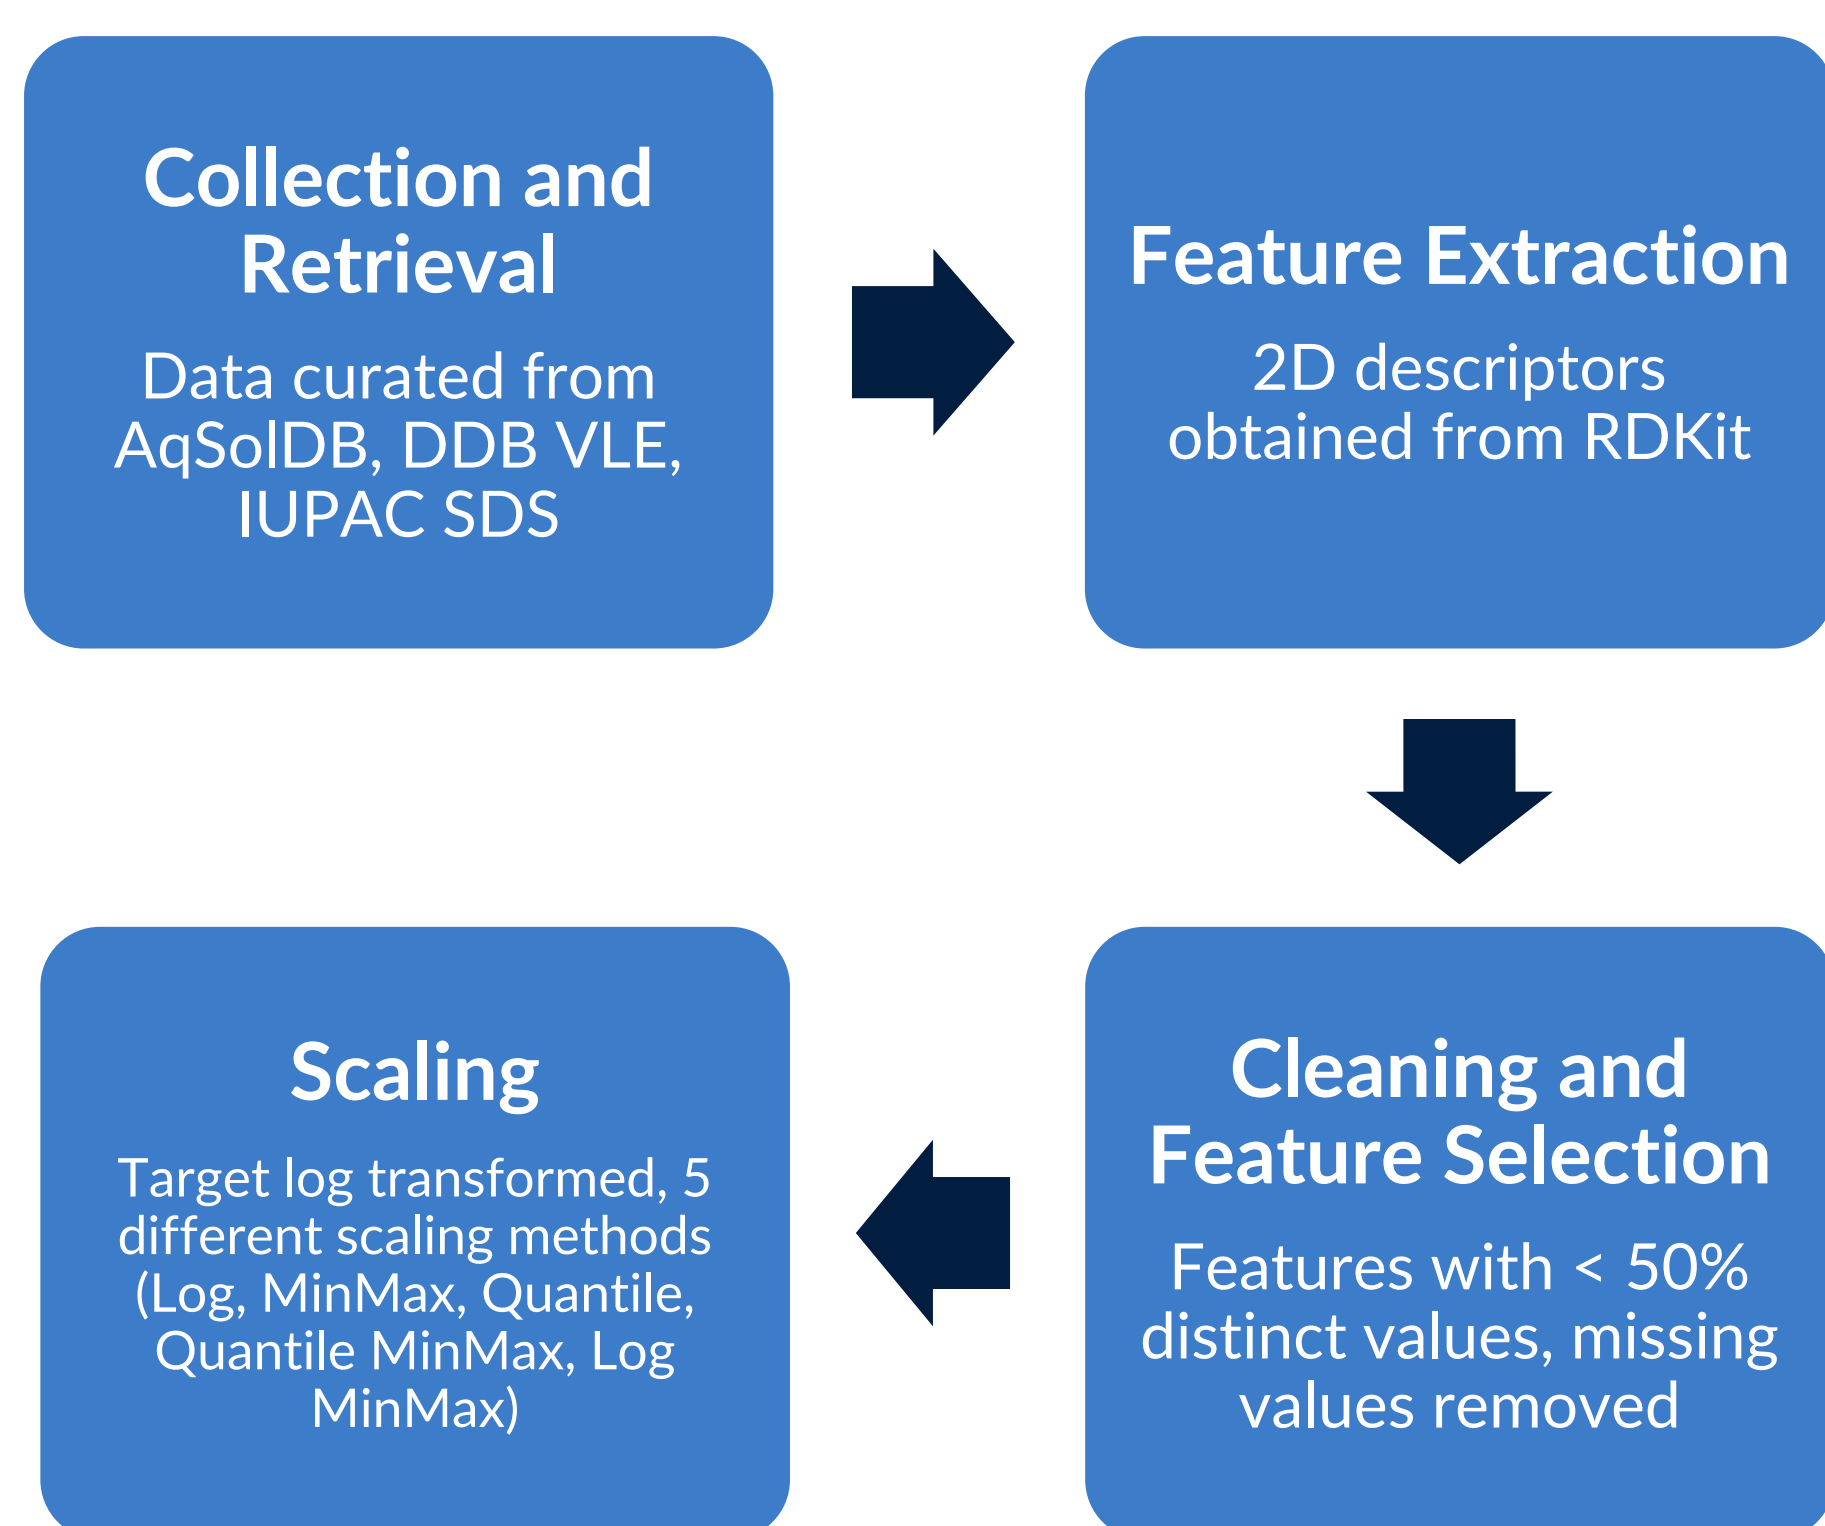 Collection and
Retrieval
Data curated from
AqSolDB, DDB VLE,
IUPAC SDS
Feature Extraction
2D descriptors
obtained from RDKit
Cleaning and
Feature Selection
Features with < 50%
distinct values, missing
values removed
Scaling
Target log transformed, 5
different scaling methods
(Log, MinMax, Quantile,
Quantile MinMax, Log
MinMax)